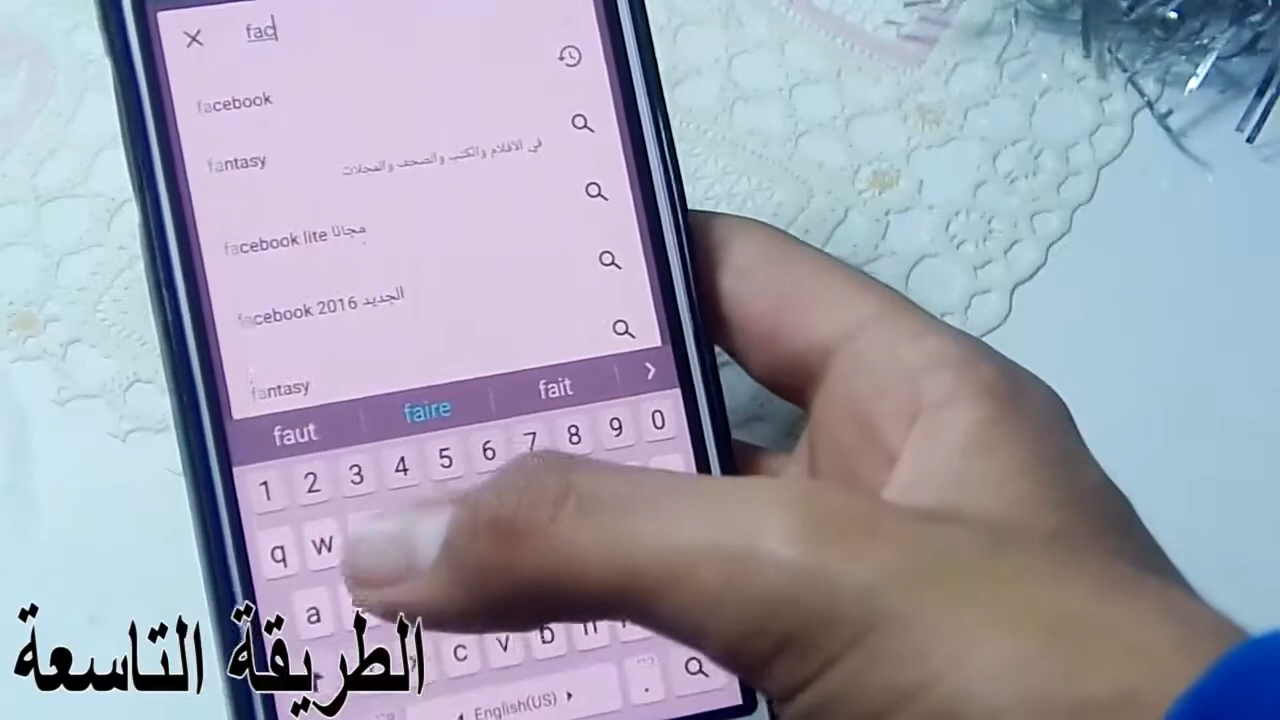 fac
facebook
fantasy
في الأفلام والكتب والصحف والمجلات
facebook lite مجانا
facebook 2016 الجديد
fantasy
faut faire fait
1 2 3 4 5 6 7 8 9 0
q w
a
c v b n
English(US) .
الطريقة التاسعة